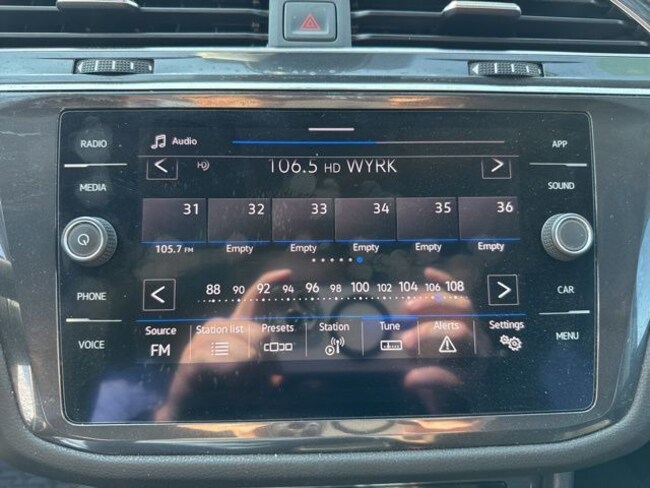 RADIO
MEDIA
PHONE
VOICE
Audio
HD
106.5 HD WYRK
31 32 33 34 35 36
105.7 FM Empty Empty Empty Empty Empty
88 90 92 94 96 98 100 102 104 106 108
Source Station list Presets Station Tune Alerts Settings
FM
APP
SOUND
CAR
MENU